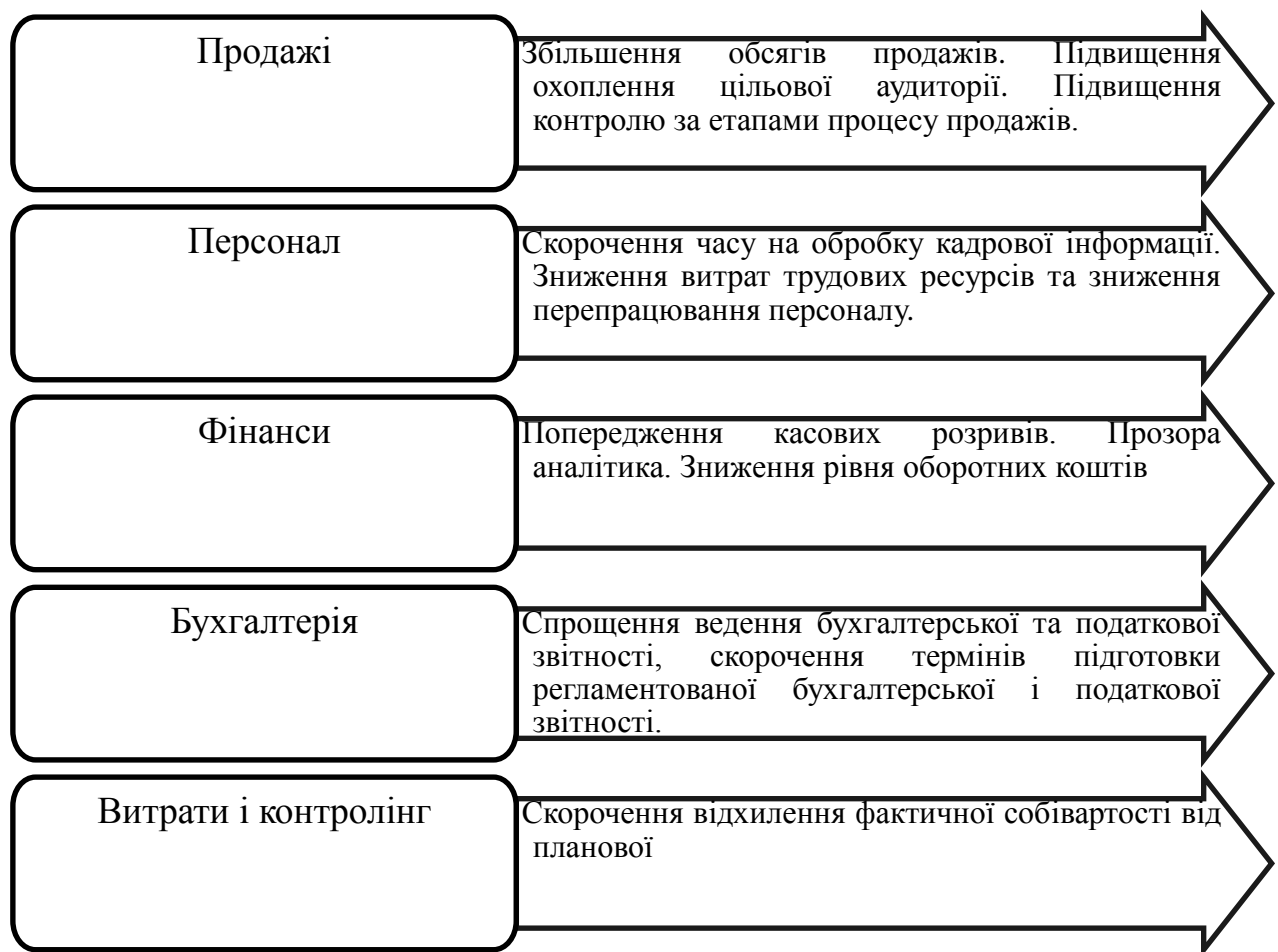 Продажі
Збільшення обсягів продажів. Підвищення
охоплення цільової аудиторії. Підвищення
контролю за етапами процесу продажів.
Персонал
Скорочення часу на обробку кадрової інформації.
Зниження витрат трудових ресурсів та зниження
перепрацювання персоналу.
Фінанси
Попередження касових розривів. Прозора
аналітика. Зниження рівня оборотних коштів
Бухгалтерія
Спрощення ведення бухгалтерської та податкової
звітності, скорочення термінів підготовки
регламентованої бухгалтерської і податкової
звітності.
Витрати і контролінг
Скорочення відхилення фактичної собівартості від
планової